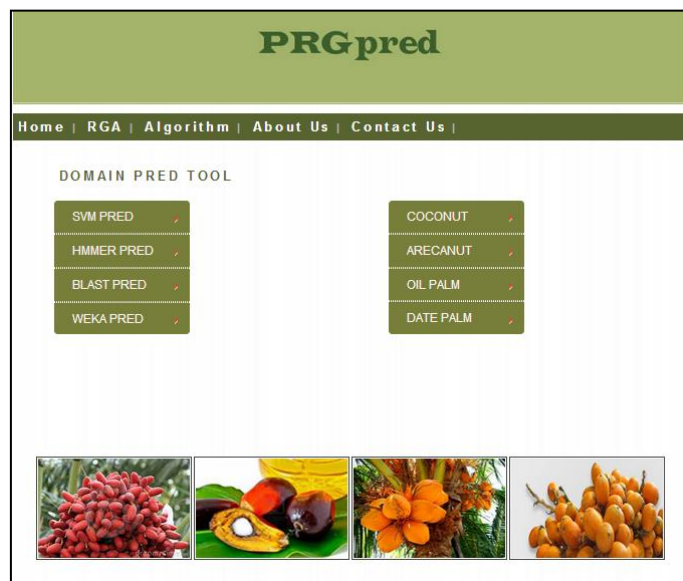 PRGpred
Home | RGA | Algorithm | About Us | Contact Us |
DOMAIN PRED TOOL
SVM PRED
HMMER PRED
BLAST PRED
WEKA PRED
COCONUT
ARECANUT
OIL PALM
DATE PALM